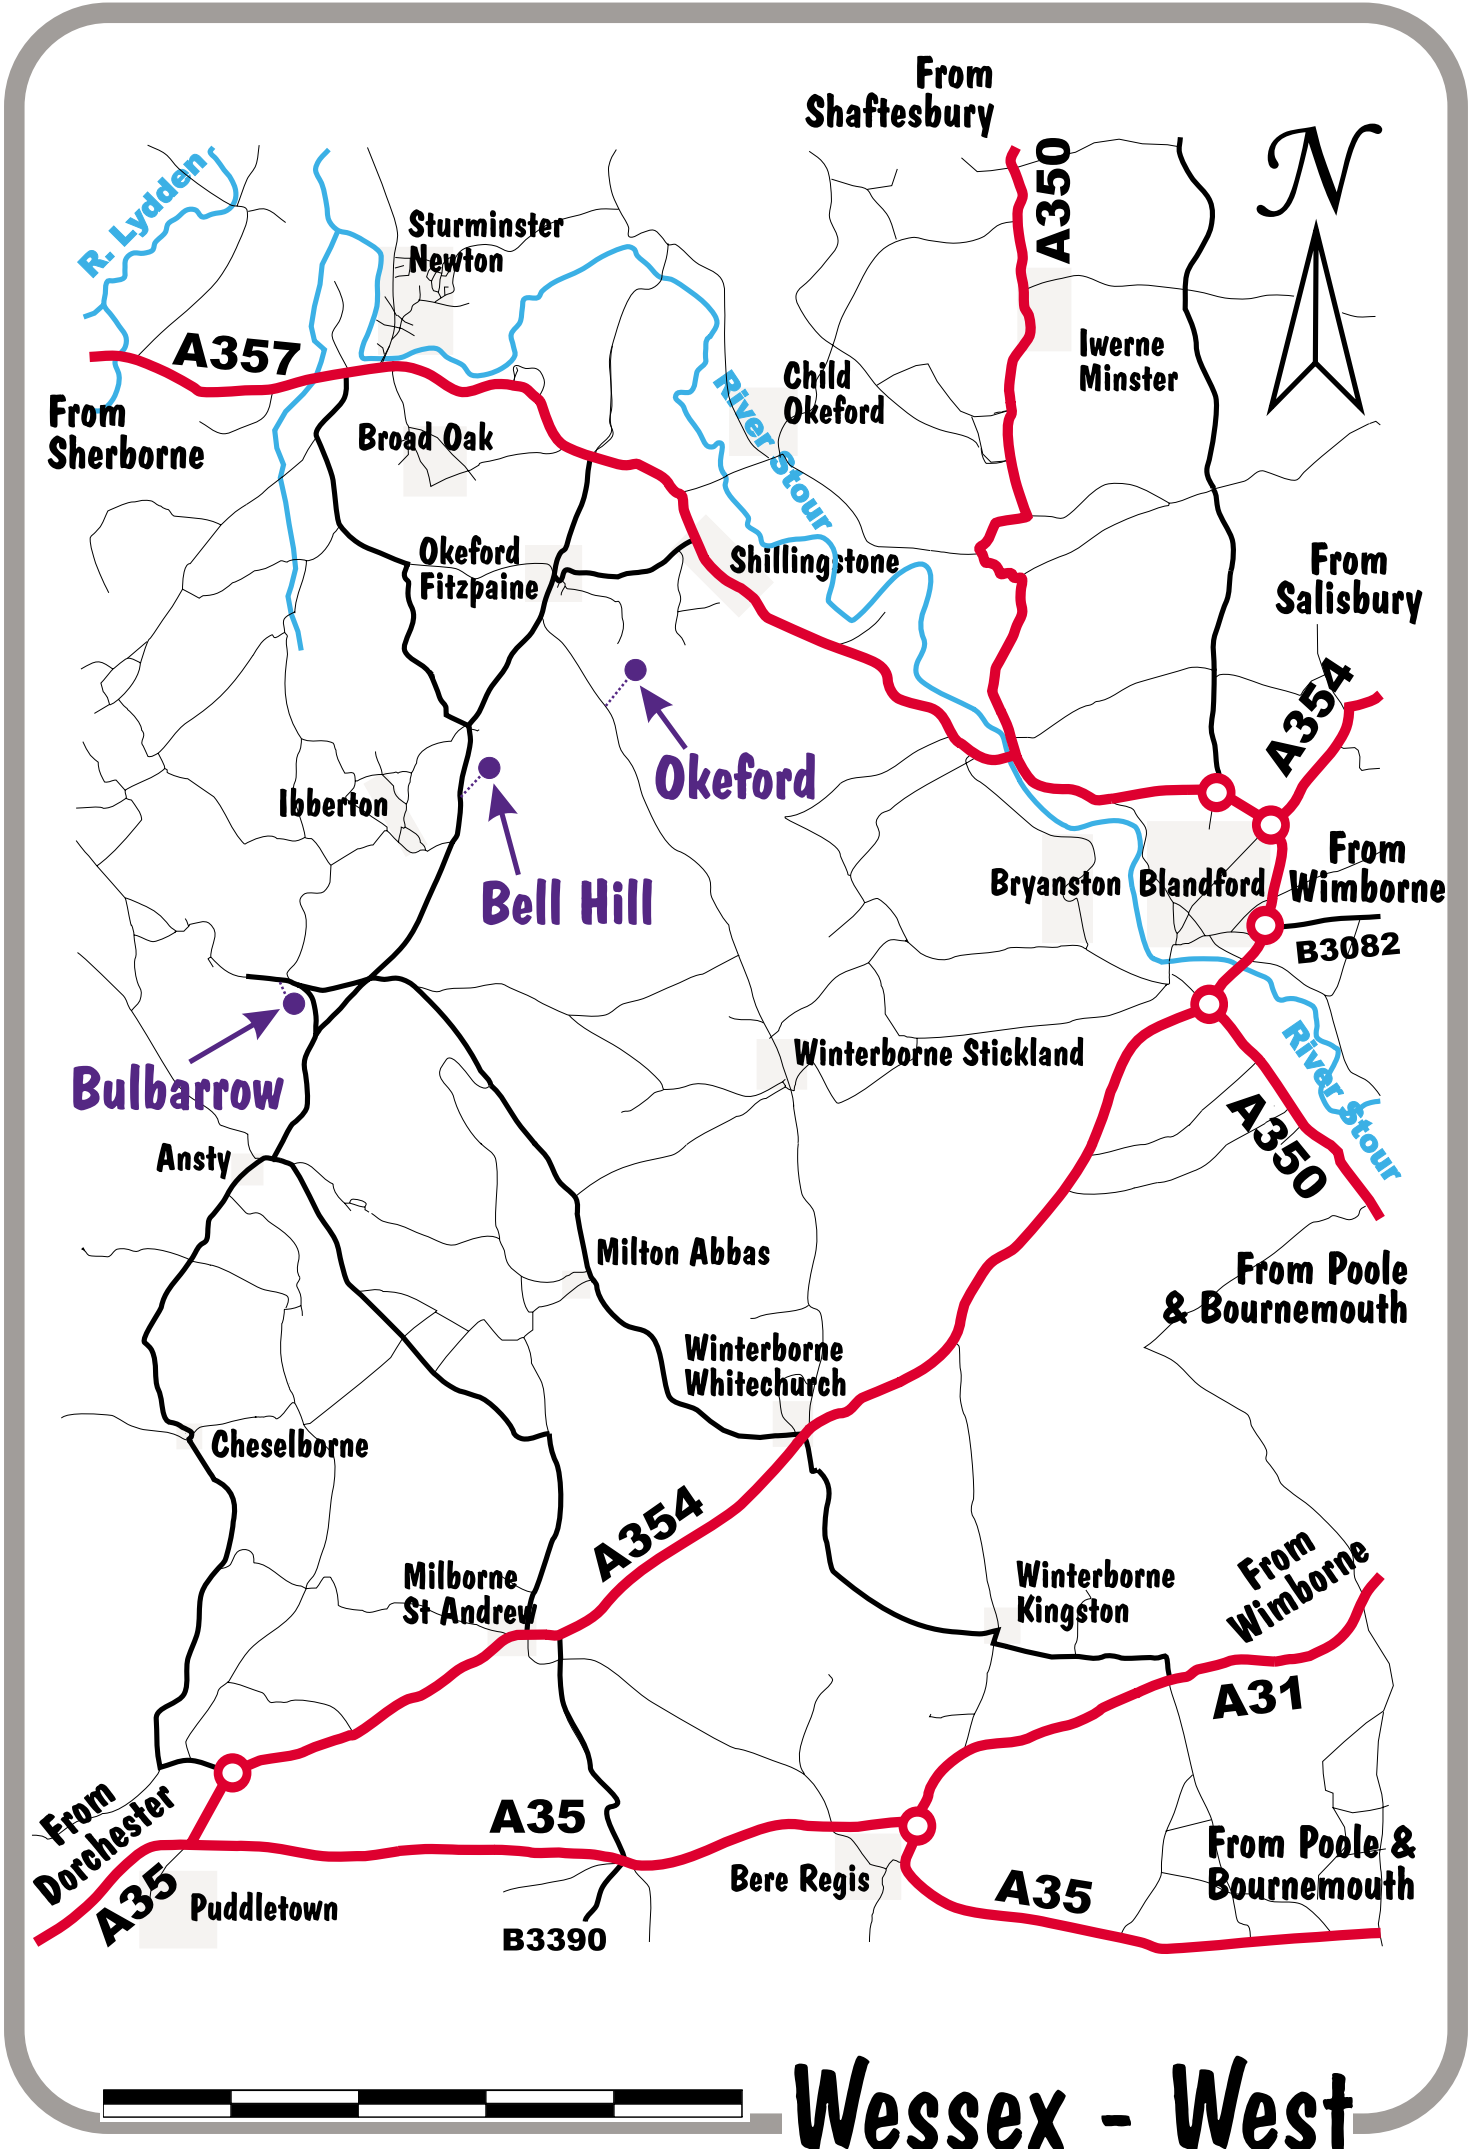 From
Shaftesbury
N
A350
R. Lydden
Sturminster
Newton
A357
Iwerne
Minster
Child
Okeford
From
Sherborne
Broad Oak
River Stour
Okeford
Fitzpaine
Shillingstone
From
Salisbury
A354
Okeford
Ibberton
Bell Hill
From
Wimborne
Bryanston
Blandford
B3082
Bulbarrow
Winterborne Stickland
River Stour
A350
Ansty
Milton Abbas
From Poole
& Bournemouth
Winterborne
Whitechurch
Cheselborne
A354
Milborne
St Andrew
Winterborne
Kingston
From
Wimborne
A31
From
Dorchester
A35
A35
Puddletown
B3390
Bere Regis
A35
From Poole &
Bournemouth
Wessex - West